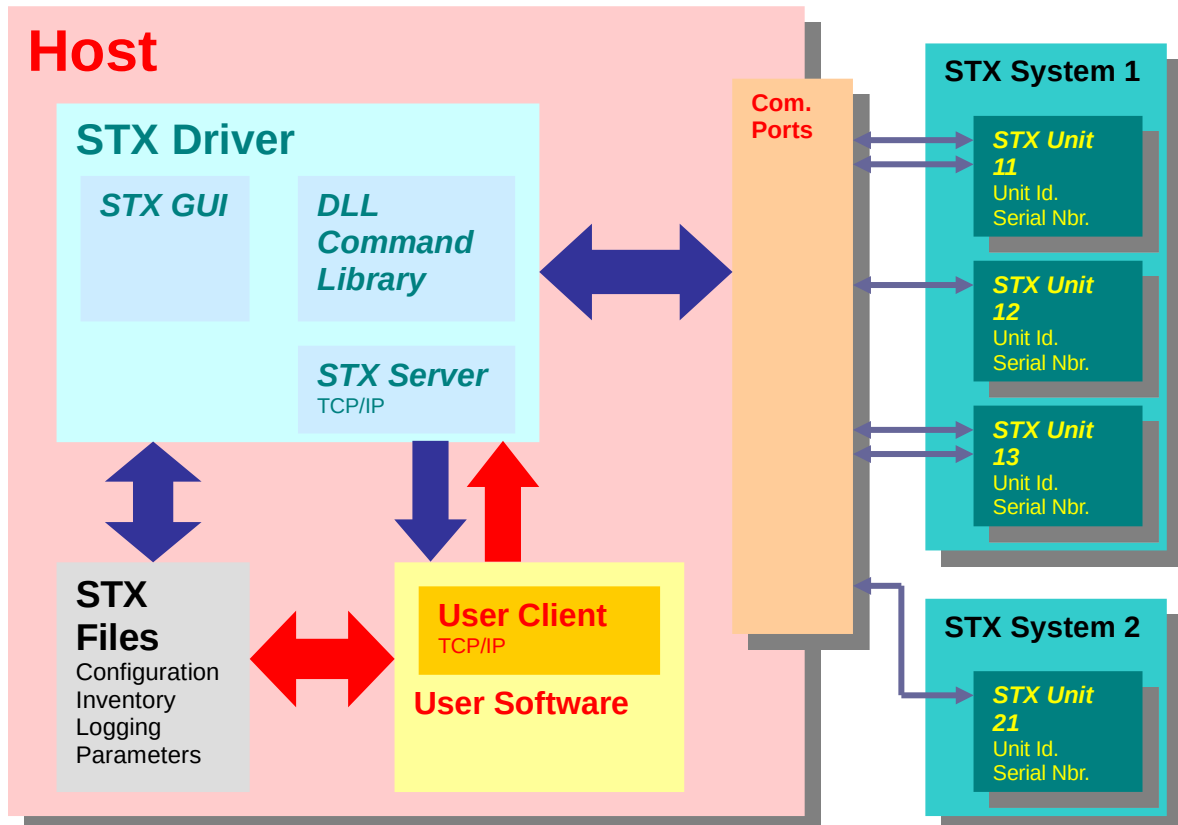 Host
STX Driver
STX GUI
DLL
Command
Library
STX Server
TCP/IP
STX
Files
Configuration
Inventory
Logging
Parameters
User Client
TCP/IP
User Software
Com.
Ports
STX System 1
STX Unit
11
Unit Id.
Serial Nbr.
STX Unit
12
Unit Id.
Serial Nbr.
STX Unit
13
Unit Id.
Serial Nbr.
STX System 2
STX Unit
21
Unit Id.
Serial Nbr.